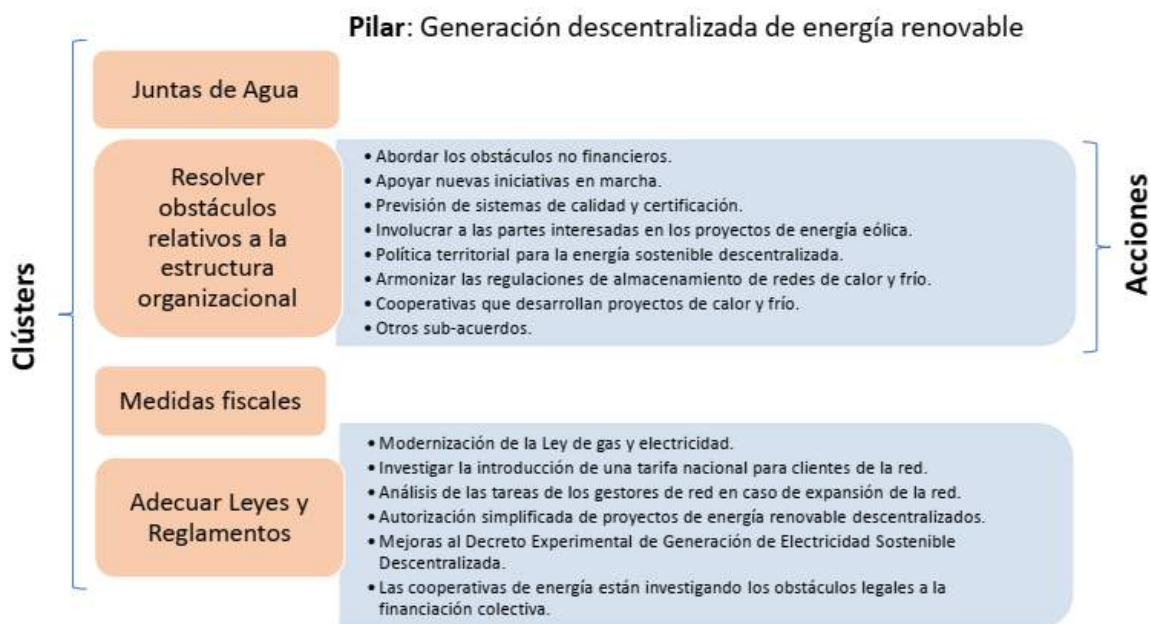 Pilar: Generación descentralizada de energía renovable
Clústers
Juntas de Agua
Resolver
obstáculos
relativos a la
estructura
organizacional
• Abordar los obstáculos no financieros.
• Apoyar nuevas iniciativas en marcha.
• Previsión de sistemas de calidad y certificación.
• Involucrar a las partes interesadas en los proyectos de energía eólica.
• Política territorial para la energía sostenible descentralizada.
• Armonizar las regulaciones de almacenamiento de redes de calor y frío.
• Cooperativas que desarrollan proyectos de calor y frío.
• Otros sub-acuerdos.
Acciones
Medidas fiscales
Adecuar Leyes y
Reglamentos
• Modernización de la Ley de gas y electricidad.
• Investigar la introducción de una tarifa nacional para clientes de la red.
• Análisis de las tareas de los gestores de red en caso de expansión de la red.
• Autorización simplificada de proyectos de energía renovable descentralizados.
• Mejoras al Decreto Experimental de Generación de Electricidad Sostenible
Descentralizada.
• Las cooperativas de energía están investigando los obstáculos legales a la
financiación colectiva.